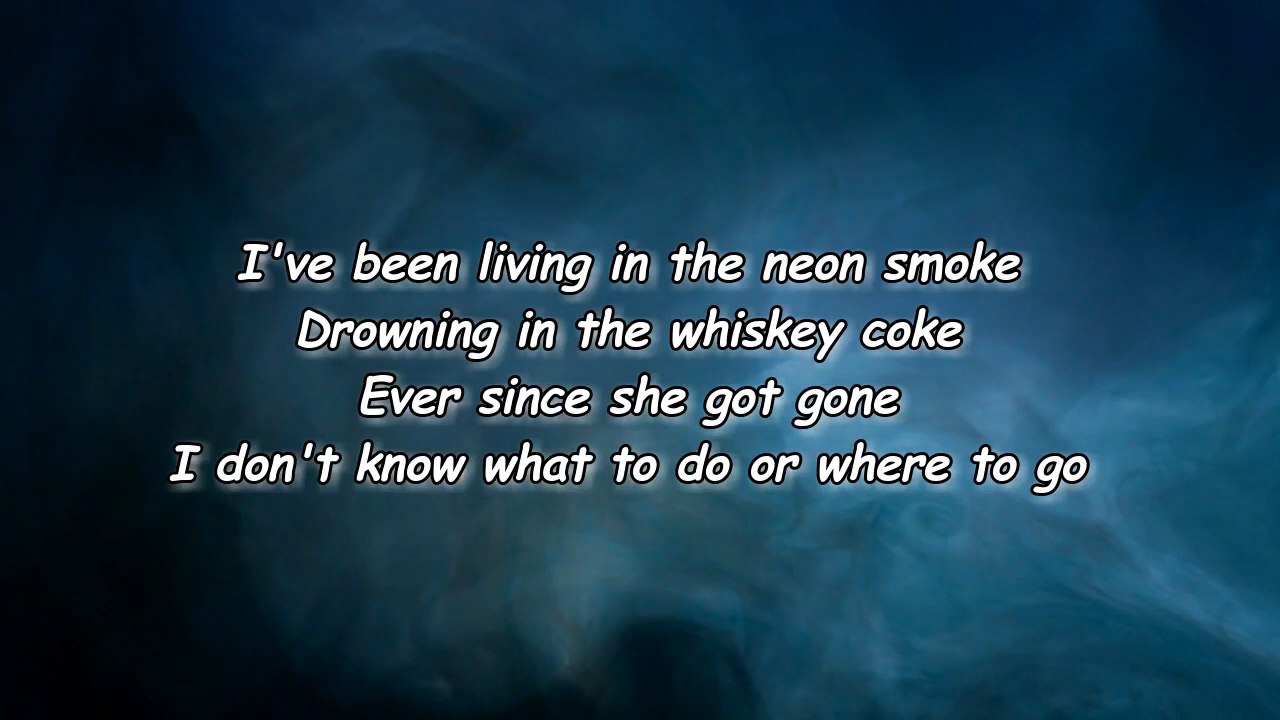 I've been living in the neon smoke
Drowning in the whiskey coke
Ever since she got gone
I don't know what to do or where to go